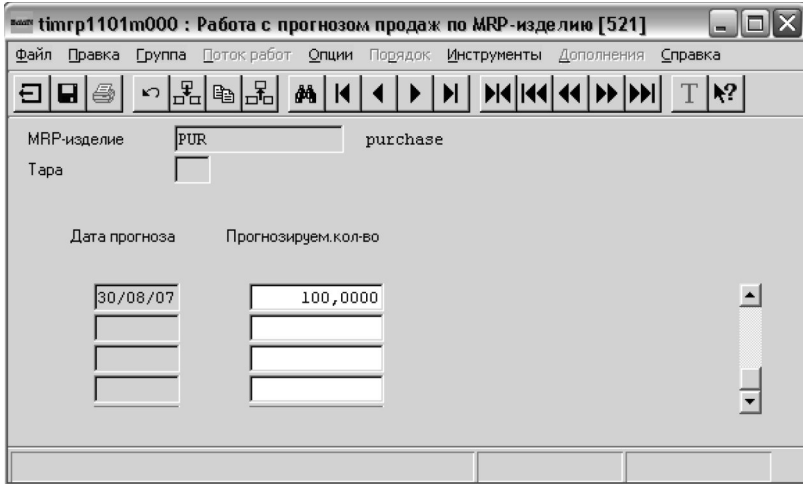 timrp1101m000 : Работа с прогнозом продаж по MRP-изделию [521]
Файл Правка Группа Поток работ Опции Порядок Инструменты Дополнения Справка
T ?
MRP-изделие PUR purchase
Тара
Дата прогноза Прогнозируем.кол-во
30/08/07 100,0000